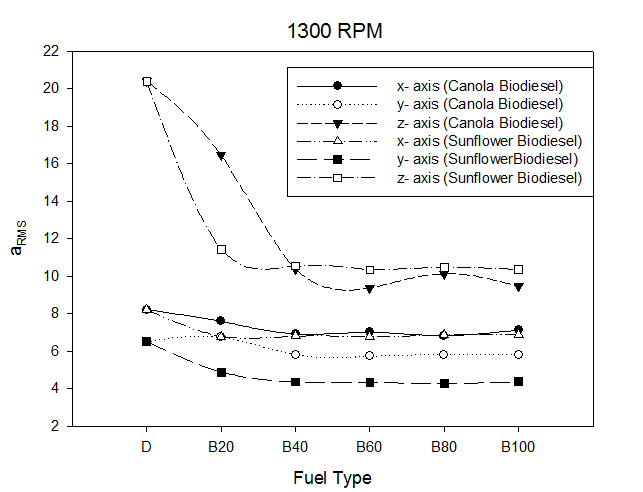 1300 RPM
22
20
18
16
14
12
10
8
6
4
2
aRMS
x- axis (Canola Biodiesel)
y- axis (Canola Biodiesel)
z- axis (Canola Biodiesel)
x- axis (Sunflower Biodiesel)
y- axis (SunflowerBiodiesel)
z- axis (Sunflower Biodiesel)
D B20 B40 B60 B80 B100
Fuel Type